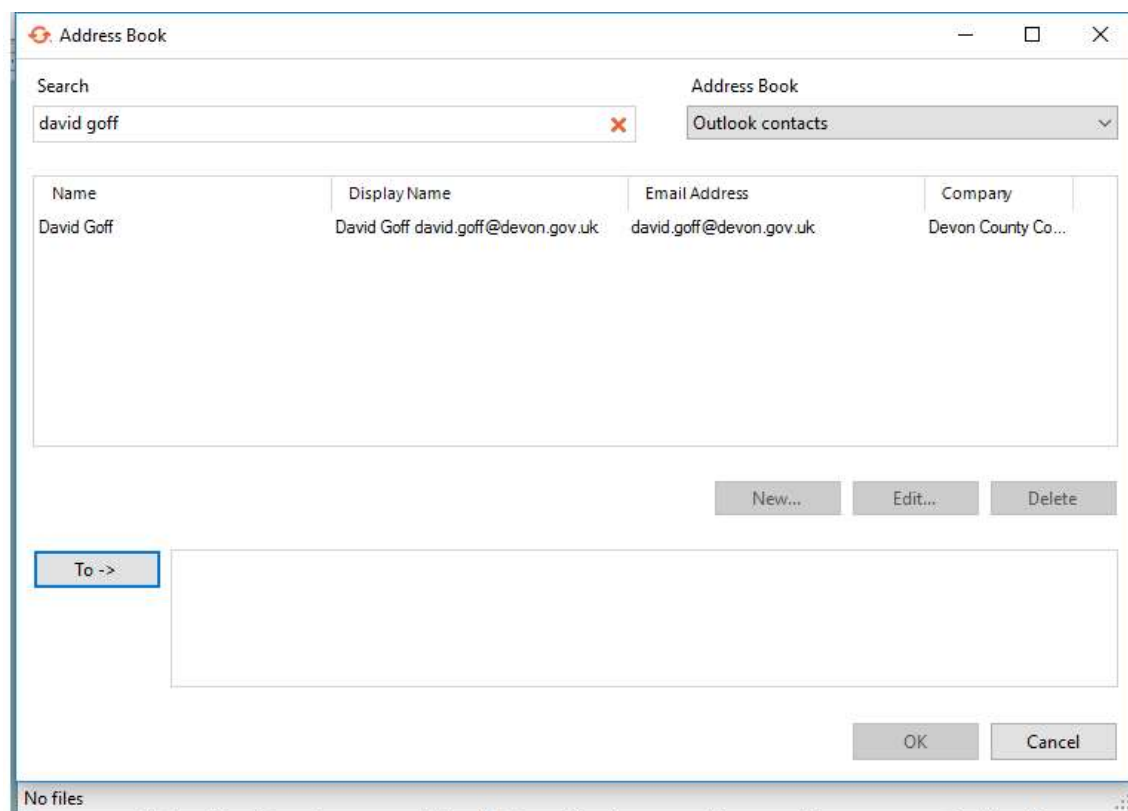 Address Book
Search Address Book
david goff Outlook contacts
Name Display Name Email Address Company
David Goff David Goff david.goff@devon.gov.uk david.goff@devon.gov.uk Devon County Co...
New... Edit... Delete
To ->
OK Cancel
No files